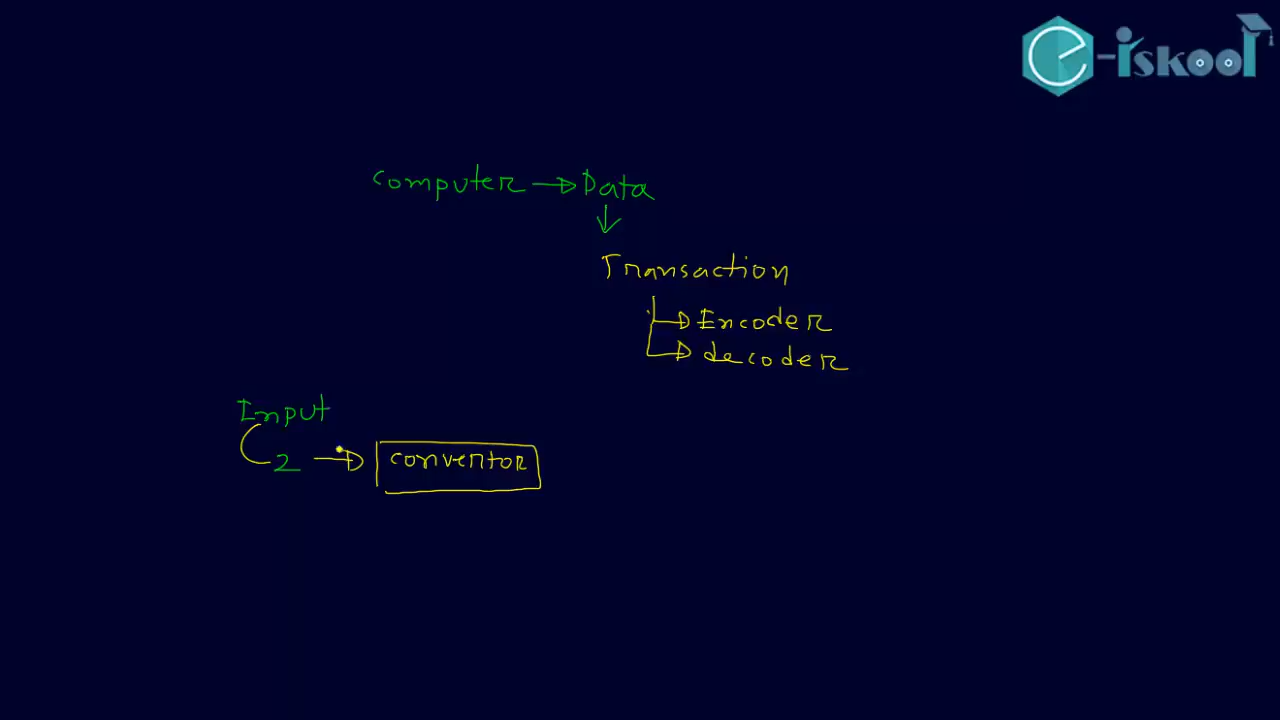 e-iskool
computer → Data
↓
Transaction
→ Encoder
→ decoder
Input
2 → conventor